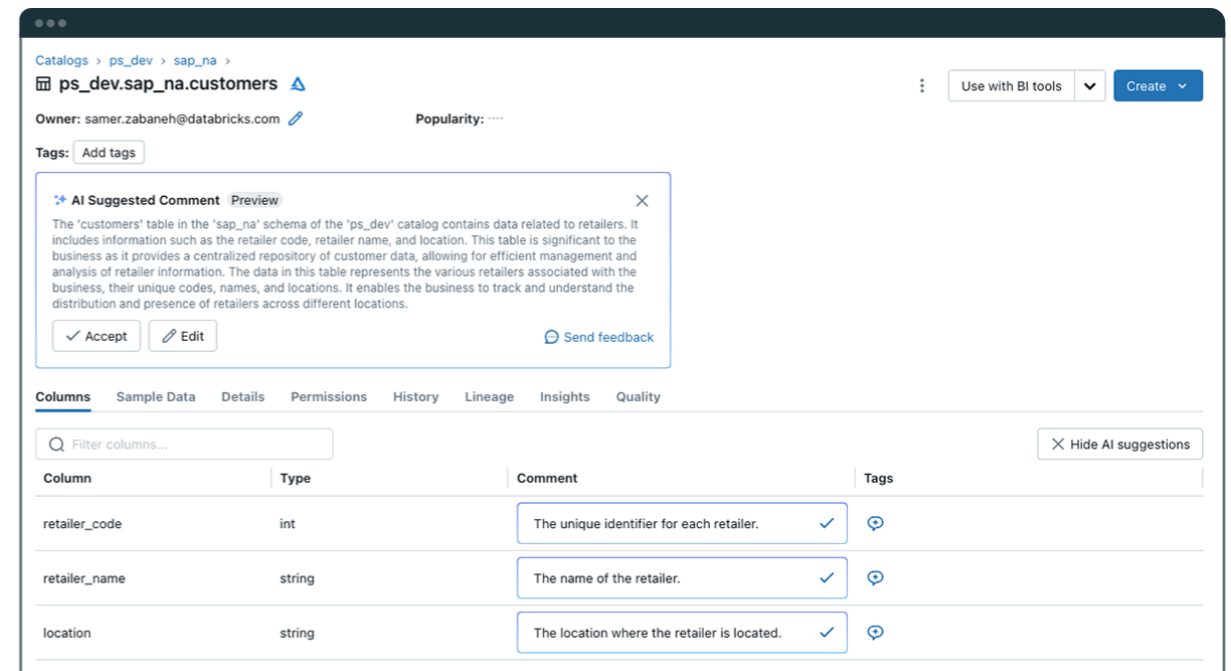 Catalogs › ps_dev › sap_na ›
ps_dev.sap_na.customers
Use with BI tools
Create
Owner: samer.zabaneh@databricks.com
Popularity:
Tags: Add tags
AI Suggested Comment Preview
The 'customers' table in the 'sap_na' schema of the 'ps_dev' catalog contains data related to retailers. It
includes information such as the retailer code, retailer name, and location. This table is significant to the
business as it provides a centralized repository of customer data, allowing for efficient management and
analysis of retailer information. The data in this table represents the various retailers associated with the
business, their unique codes, names, and locations. It enables the business to track and understand the
distribution and presence of retailers across different locations.
Accept Edit Send feedback
Columns Sample Data Details Permissions History Lineage Insights Quality
Filter columns... Hide AI suggestions
Column Type Comment Tags
retailer_code int The unique identifier for each retailer.
retailer_name string The name of the retailer.
location string The location where the retailer is located.